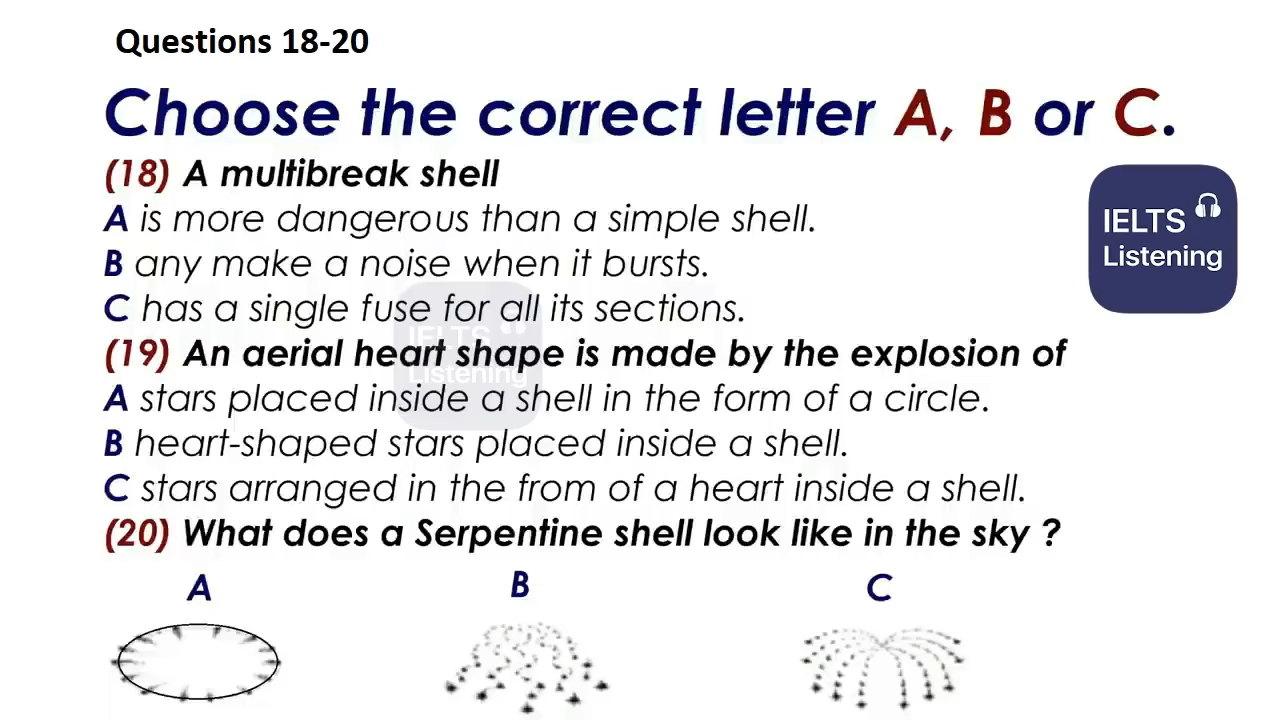 Questions 18-20
Choose the correct letter A, B or C.
(18) A multibreak shell
A is more dangerous than a simple shell.
B any make a noise when it bursts.
C has a single fuse for all its sections.
(19) An aerial heart shape is made by the explosion of
A stars placed inside a shell in the form of a circle.
B heart-shaped stars placed inside a shell.
C stars arranged in the from of a heart inside a shell.
(20) What does a Serpentine shell look like in the sky ?
A B C
IELTS
Listening
IELTS
Listening